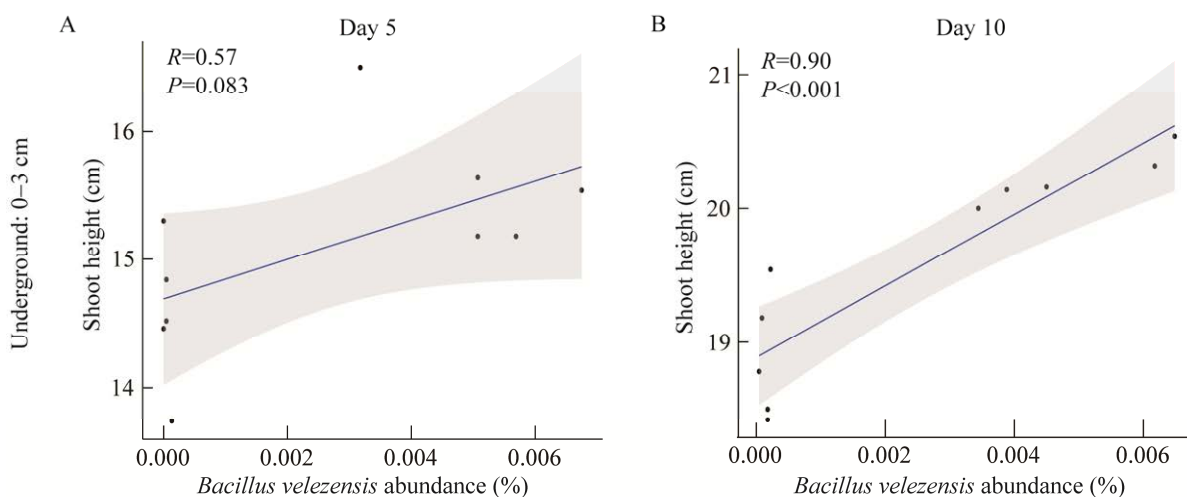 A
Day 5
R=0.57
P=0.083
Underground: 0–3 cm
Shoot height (cm)
16
15
14
0.000
0.002
0.004
0.006
Bacillus velezensis abundance (%)
B
Day 10
R=0.90
P<0.001
Shoot height (cm)
21
20
19
0.000
0.002
0.004
0.006
Bacillus velezensis abundance (%)